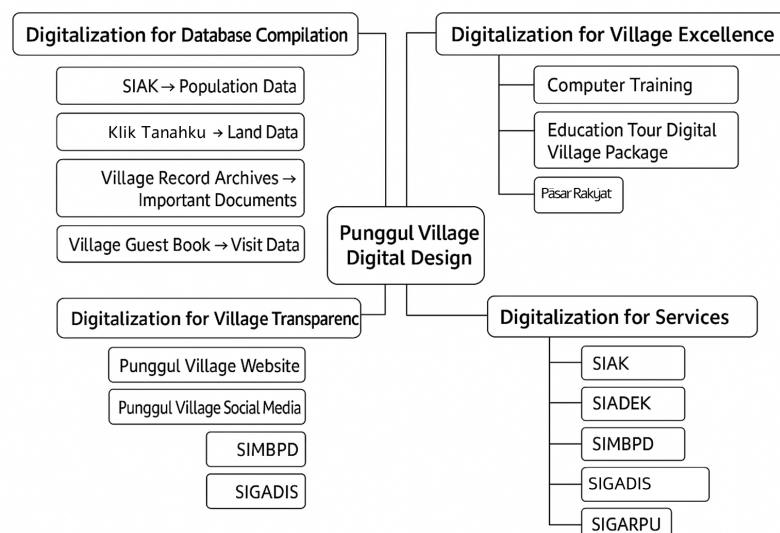 Digitalization for Database Compilation
SIAK → Population Data
Klik Tanahku → Land Data
Village Record Archives →
Important Documents
Village Guest Book → Visit Data
Digitalization for Village Excellence
Computer Training
Education Tour Digital
Village Package
Pasar Rakyat
Punggul Village
Digital Design
Digitalization for Village Transparenc
Punggul Village Website
Punggul Village Social Media
SIMBPD
SIGADIS
Digitalization for Services
SIAK
SIADEK
SIMBPD
SIGADIS
SIGARPU